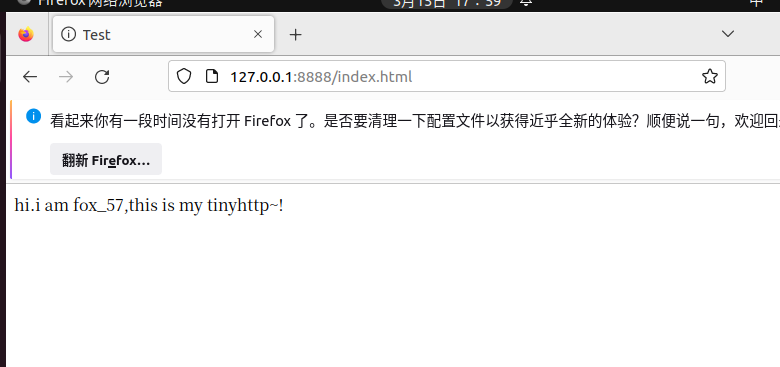 Firefox 网络浏览器
3月13日 17：59
中
Test
127.0.0.1:8888/index.html
看起来你有一段时间没有打开 Firefox 了。是否要清理一下配置文件以获得近乎全新的体验？顺便说一句，欢迎回
翻新 Firefox…
hi.i am fox_57,this is my tinyhttp~!